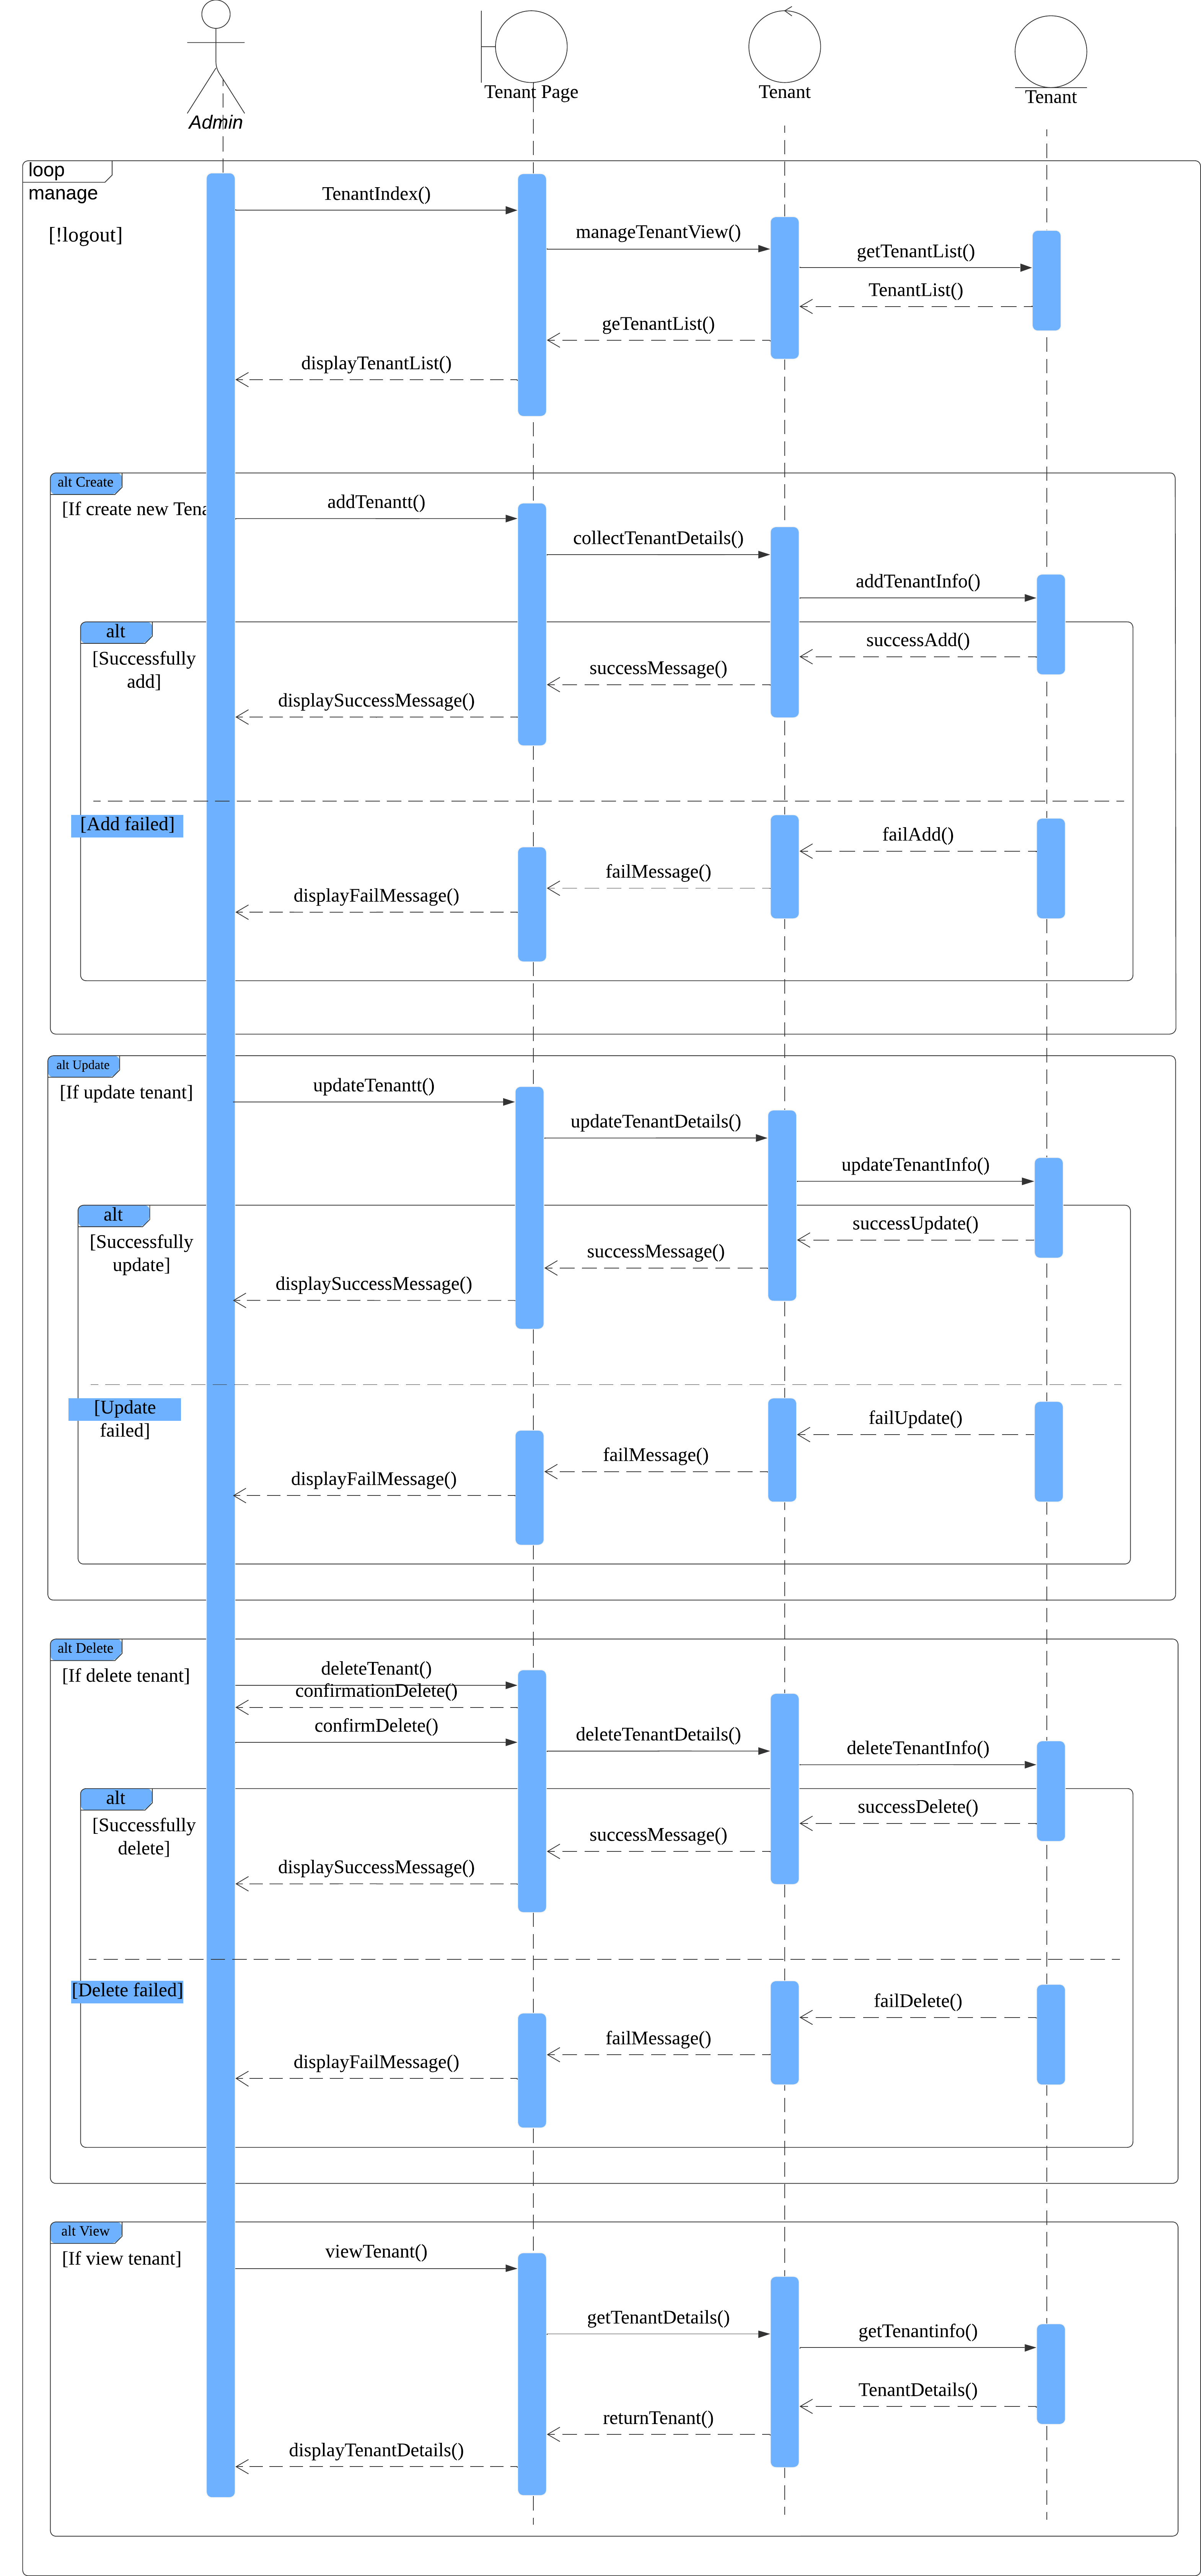 Admin
Tenant Page
Tenant
Tenant
loop
manage
[!logout]
TenantIndex()
manageTenantView()
getTenantList()
TenantList()
geTenantList()
displayTenantList()
alt Create
[If create new Tena
addTenantt()
collectTenantDetails()
addTenantInfo()
alt
[Successfully
add]
successAdd()
successMessage()
displaySuccessMessage()
[Add failed]
failAdd()
failMessage()
displayFailMessage()
alt Update
[If update tenant]
updateTenantt()
updateTenantDetails()
updateTenantInfo()
alt
[Successfully
update]
successUpdate()
successMessage()
displaySuccessMessage()
[Update
failed]
failUpdate()
failMessage()
displayFailMessage()
alt Delete
[If delete tenant]
deleteTenant()
confirmationDelete()
confirmDelete()
deleteTenantDetails()
deleteTenantInfo()
alt
[Successfully
delete]
successDelete()
successMessage()
displaySuccessMessage()
[Delete failed]
failDelete()
failMessage()
displayFailMessage()
alt View
[If view tenant]
viewTenant()
getTenantDetails()
getTenantinfo()
TenantDetails()
returnTenant()
displayTenantDetails()